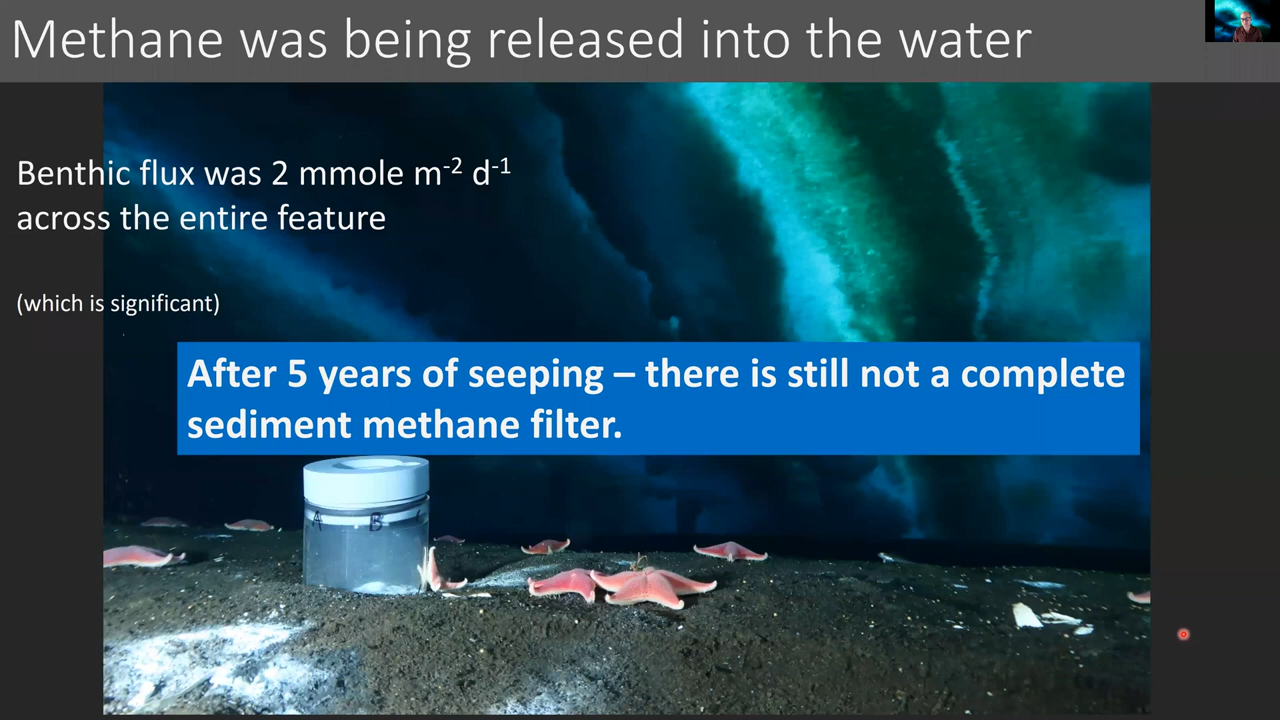 Methane was being released into the water
Benthic flux was 2 mmole m⁻² d⁻¹
across the entire feature
(which is significant)
After 5 years of seeping – there is still not a complete
sediment methane filter.
A B